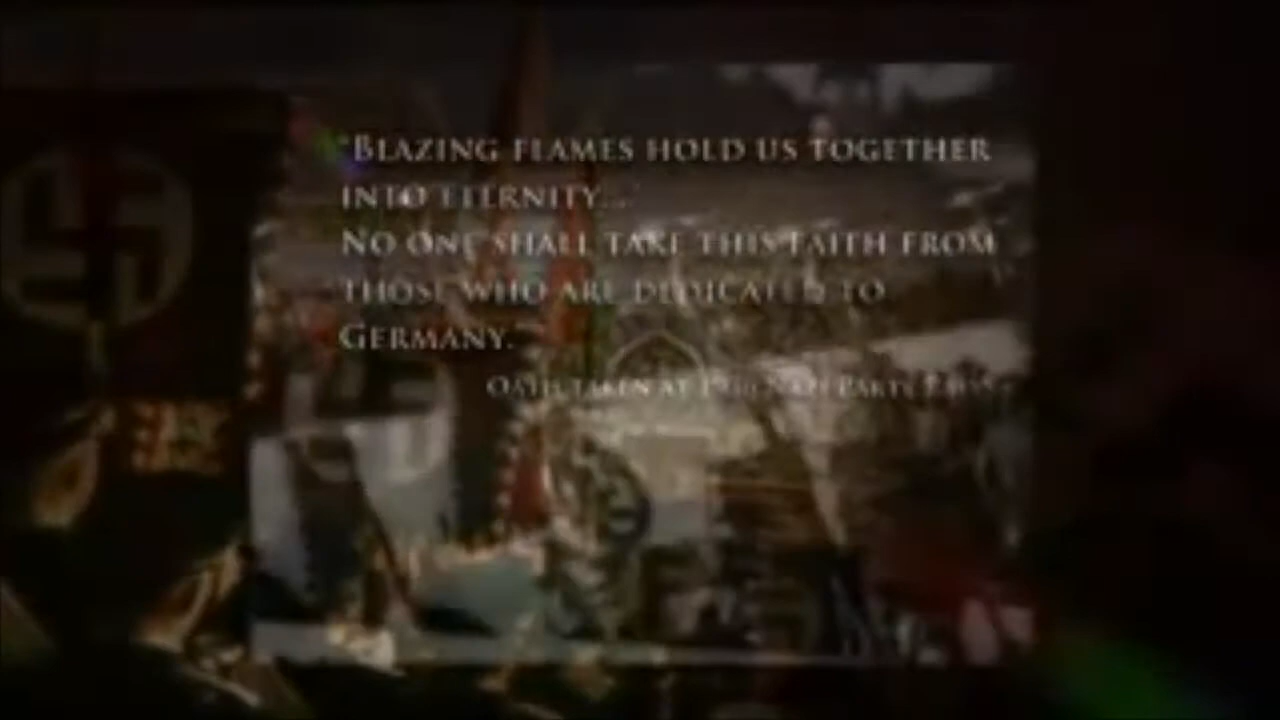 "Blazing flames hold us together
into eternity...
No one shall take this faith from
those who are dedicated to
Germany."
Oath taken at Nazi Party